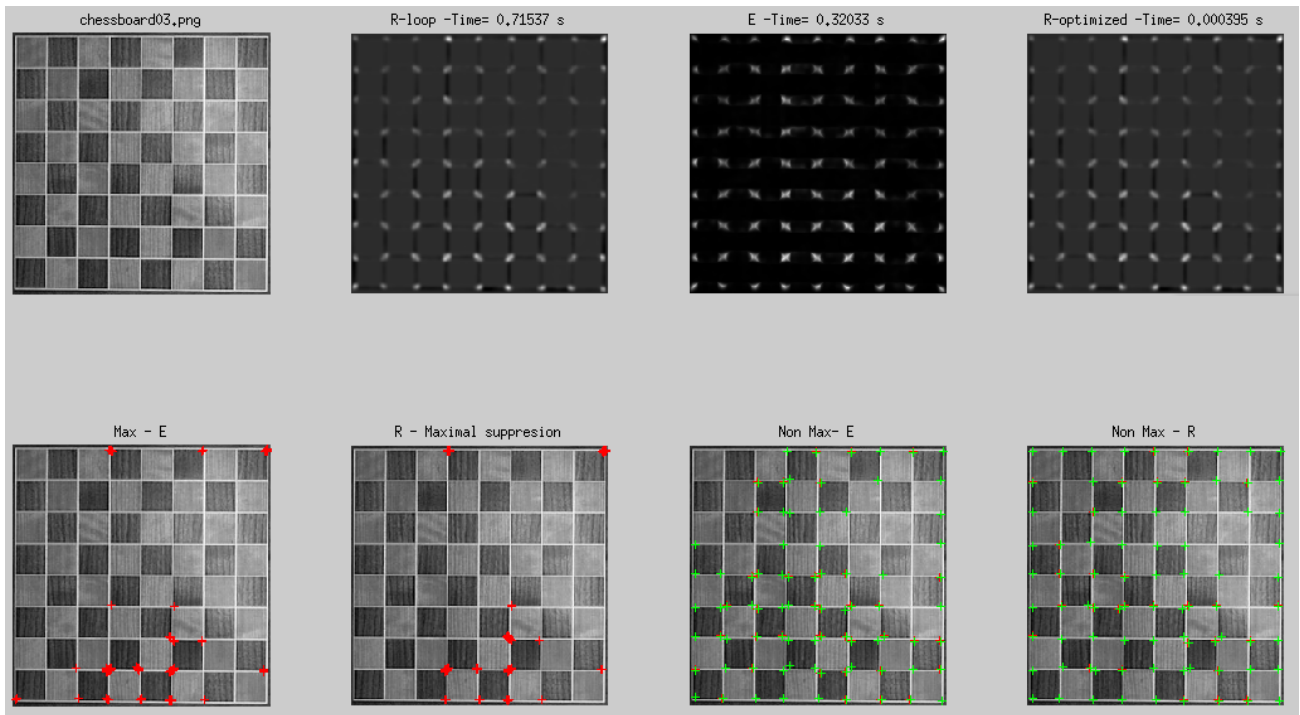 chessboard03.png
R-loop -Time= 0.71537 s
E -Time= 0.32033 s
R-optimized -Time= 0.000395 s
Max - E
R - Maximal suppresion
Non Max- E
Non Max - R